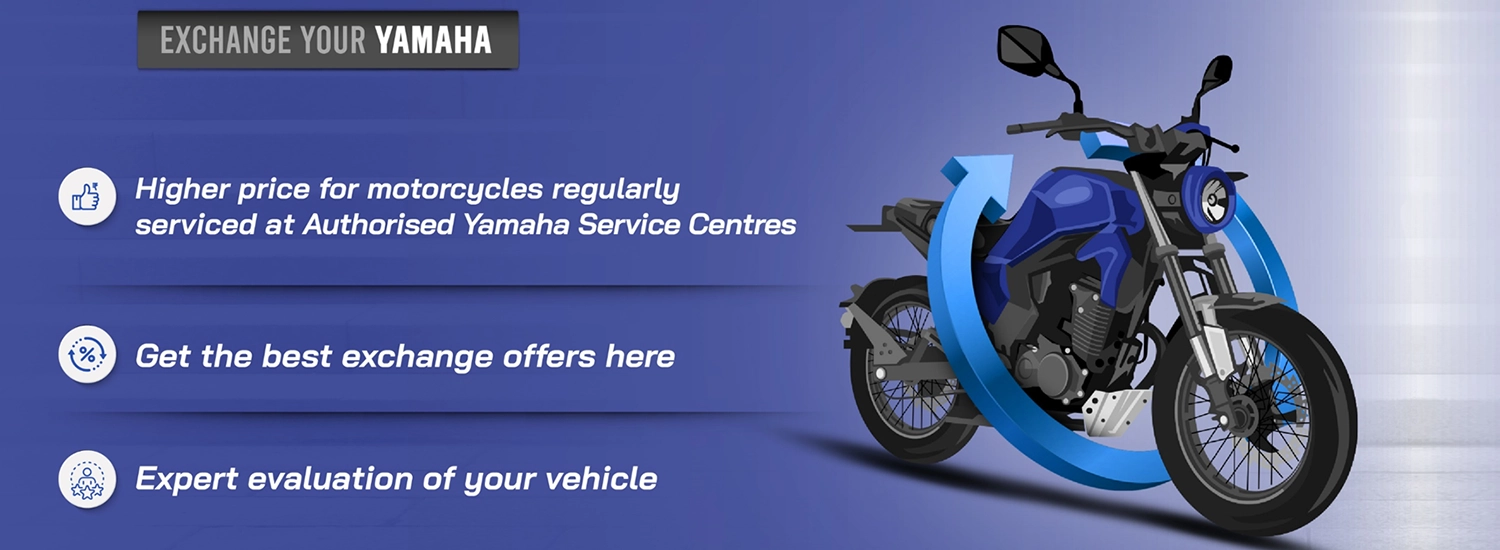 EXCHANGE YOUR YAMAHA
Higher price for motorcycles regularly
serviced at Authorised Yamaha Service Centres
Get the best exchange offers here
Expert evaluation of your vehicle